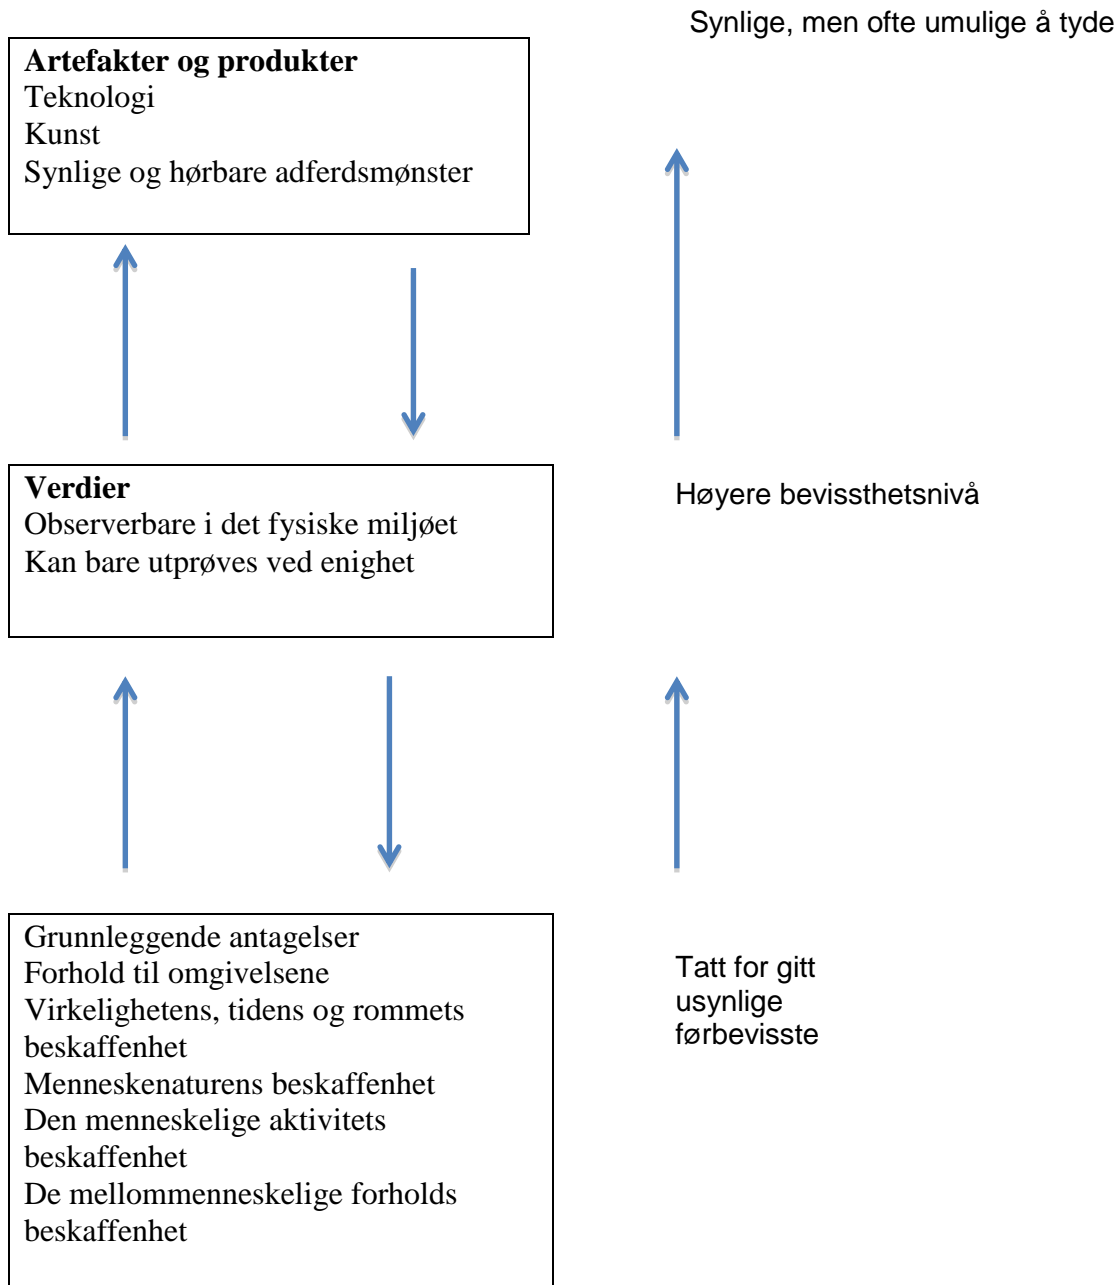 Synlige, men ofte umulige å tyde
Artefakter og produkter
Teknologi
Kunst
Synlige og hørbare adferdsmønster
Verdier
Observerbare i det fysiske miljøet
Kan bare utprøves ved enighet
Høyere bevissthetsnivå
Grunnleggende antagelser
Forhold til omgivelsene
Virkelighetens, tidens og rommets
beskaffenhet
Menneskenaturens beskaffenhet
Den menneskelige aktivitets
beskaffenhet
De mellommenneskelige forholds
beskaffenhet
Tatt for gitt
usynlige
førbevisste